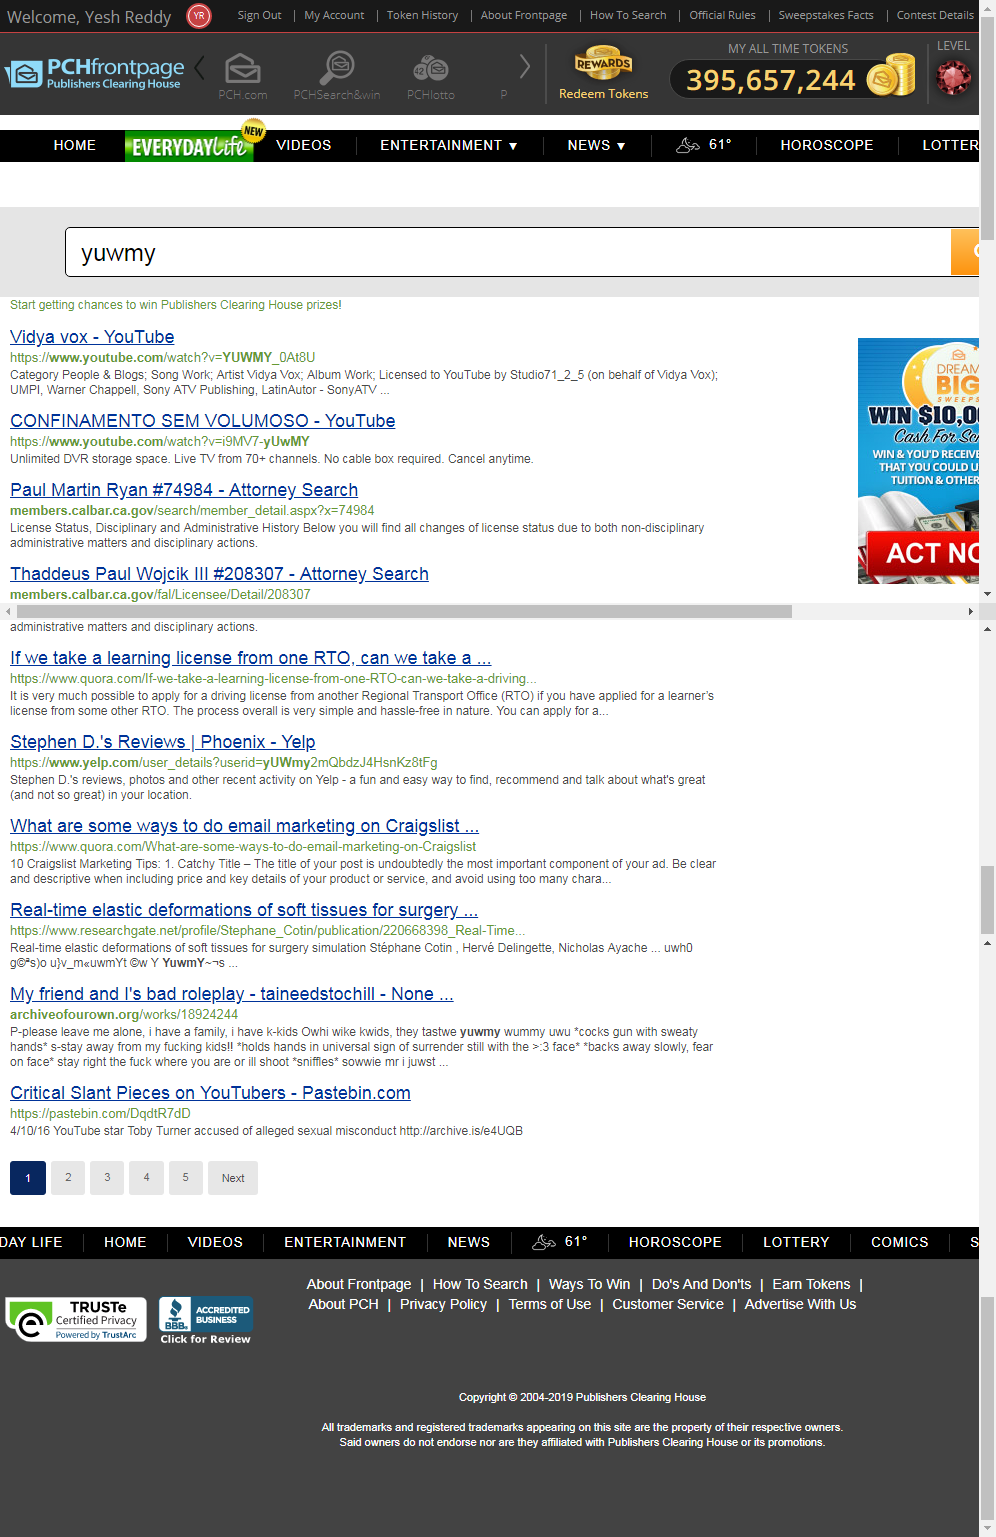 Welcome, Yesh Reddy YR Sign Out | My Account | Token History | About Frontpage | How To Search | Official Rules | Sweepstakes Facts | Contest Details
PCHfrontpage
Publishers Clearing House
PCH.com PCHSearch&win 42 PCHlotto P
REWARDS
Redeem Tokens
MY ALL TIME TOKENS
395,657,244
LEVEL
HOME EVERYDAY Life NEW VIDEOS ENTERTAINMENT ▼ NEWS ▼ 61° HOROSCOPE LOTTER
yuwmy
Start getting chances to win Publishers Clearing House prizes!
Vidya vox - YouTube
https://www.youtube.com/watch?v=YUWMY_0At8U
Category People & Blogs; Song Work; Artist Vidya Vox; Album Work; Licensed to YouTube by Studio71_2_5 (on behalf of Vidya Vox);
UMPI, Warner Chappell, Sony ATV Publishing, LatinAutor - SonyATV ...
CONFINAMENTO SEM VOLUMOSO - YouTube
https://www.youtube.com/watch?v=i9MV7-yUwMY
Unlimited DVR storage space. Live TV from 70+ channels. No cable box required. Cancel anytime.
Paul Martin Ryan #74984 - Attorney Search
members.calbar.ca.gov/search/member_detail.aspx?x=74984
License Status, Disciplinary and Administrative History Below you will find all changes of license status due to both non-disciplinary
administrative matters and disciplinary actions.
Thaddeus Paul Wojcik III #208307 - Attorney Search
members.calbar.ca.gov/fal/Licensee/Detail/208307
DREAM
BIG
SWEEPS
WIN $10,00
Cash For Sc
WIN & YOU'D RECEIVE
THAT YOU COULD U
TUITION & OTHER
ACT NO
administrative matters and disciplinary actions.
If we take a learning license from one RTO, can we take a ...
https://www.quora.com/If-we-take-a-learning-license-from-one-RTO-can-we-take-a-driving...
It is very much possible to apply for a driving license from another Regional Transport Office (RTO) if you have applied for a learner's
license from some other RTO. The process overall is very simple and hassle-free in nature. You can apply for a...
Stephen D.'s Reviews | Phoenix - Yelp
https://www.yelp.com/user_details?userid=yUWmy2mQbdzJ4HsnKz8tFg
Stephen D.'s reviews, photos and other recent activity on Yelp - a fun and easy way to find, recommend and talk about what's great
(and not so great) in your location.
What are some ways to do email marketing on Craigslist ...
https://www.quora.com/What-are-some-ways-to-do-email-marketing-on-Craigslist
10 Craigslist Marketing Tips: 1. Catchy Title – The title of your post is undoubtedly the most important component of your ad. Be clear
and descriptive when including price and key details of your product or service, and avoid using too many chara...
Real-time elastic deformations of soft tissues for surgery ...
https://www.researchgate.net/profile/Stephane_Cotin/publication/220668398_Real-Time...
Real-time elastic deformations of soft tissues for surgery simulation Stéphane Cotin , Hervé Delingette, Nicholas Ayache ... uwh0
g©²s)o u}v_m«uwmYt ©w Y YuwmY~¬s ...
My friend and I's bad roleplay - taineedstochill - None ...
archiveofourown.org/works/18924244
P-please leave me alone, i have a family, i have k-kids Owhi wike kwids, they tastwe yuwmy wummy uwu *cocks gun with sweaty
hands* s-stay away from my fucking kids!! *holds hands in universal sign of surrender still with the >:3 face* *backs away slowly, fear
on face* stay right the fuck where you are or ill shoot *sniffles* sowwie mr i juwst ...
Critical Slant Pieces on YouTubers - Pastebin.com
https://pastebin.com/DqdtR7dD
4/10/16 YouTube star Toby Turner accused of alleged sexual misconduct http://archive.is/e4UQB
1 2 3 4 5 Next
DAY LIFE HOME VIDEOS ENTERTAINMENT NEWS 61° HOROSCOPE LOTTERY COMICS S
TRUSTe
Certified Privacy
Powered by TrustArc
BBB. ACCREDITED
BUSINESS
Click for Review
About Frontpage | How To Search | Ways To Win | Do's And Don'ts | Earn Tokens |
About PCH | Privacy Policy | Terms of Use | Customer Service | Advertise With Us
Copyright © 2004-2019 Publishers Clearing House
All trademarks and registered trademarks appearing on this site are the property of their respective owners.
Said owners do not endorse nor are they affiliated with Publishers Clearing House or its promotions.